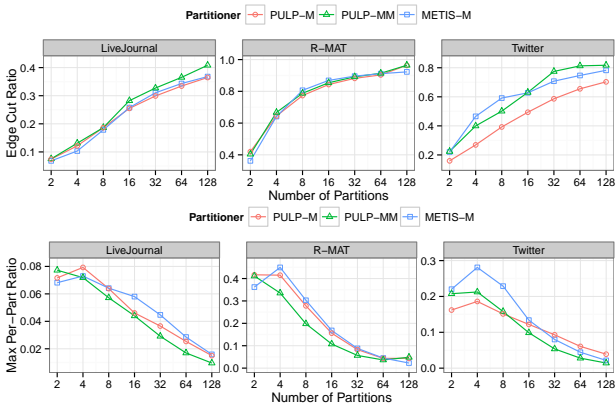 Partitioner PULP−M PULP−MM METIS−M
LiveJournal R−MAT Twitter
Edge Cut Ratio
0.4
0.3
0.2
0.1
0.8
0.6
0.4
0.8
0.6
0.4
0.2
2 4 8 16 32 64 128 2 4 8 16 32 64 128 2 4 8 16 32 64 128
Number of Partitions
Partitioner PULP−M PULP−MM METIS−M
LiveJournal R−MAT Twitter
Max Per−Part Ratio
0.08
0.06
0.04
0.02
0.4
0.3
0.2
0.1
0.0
0.3
0.2
0.1
0.0
2 4 8 16 32 64 128 2 4 8 16 32 64 128 2 4 8 16 32 64 128
Number of Partitions